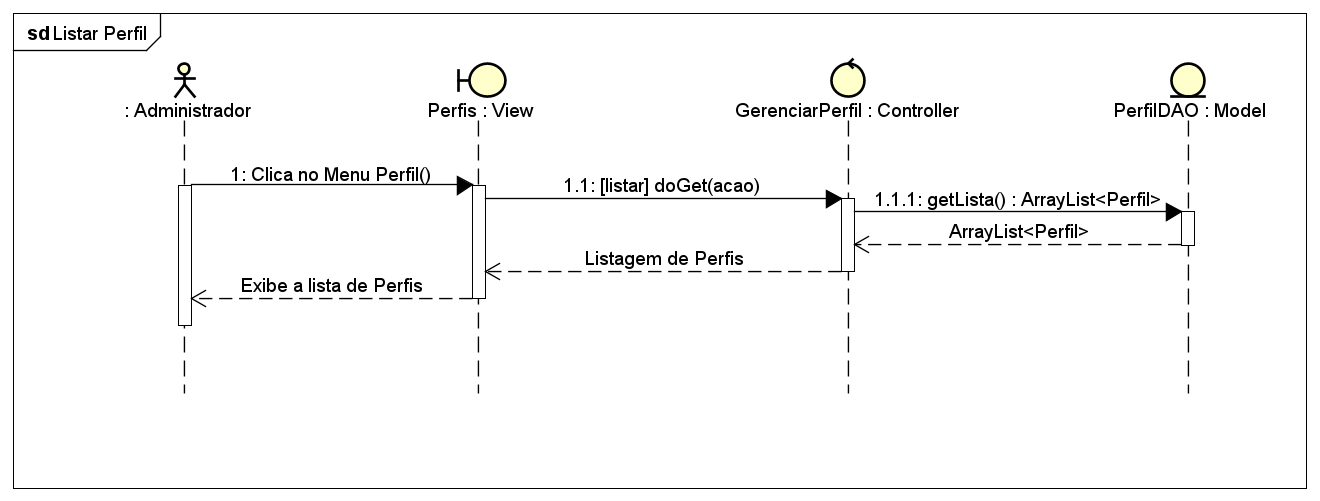 sd Listar Perfil
: Administrador
Perfis : View
GerenciarPerfil : Controller
PerfilDAO : Model
1: Clica no Menu Perfil()
1.1: [listar] doGet(acao)
1.1.1: getLista() : ArrayList<Perfil>
ArrayList<Perfil>
Listagem de Perfis
Exibe a lista de Perfis